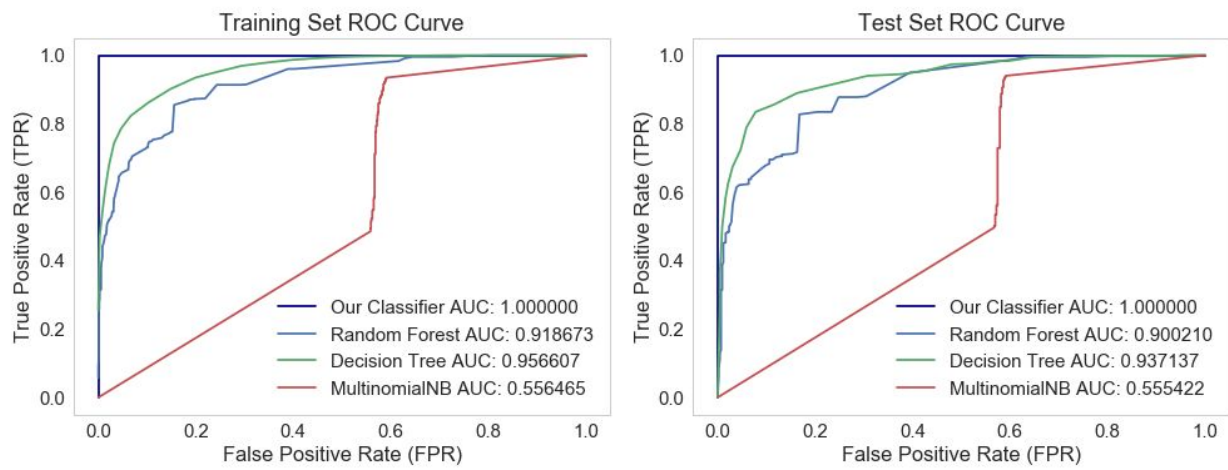 Training Set ROC Curve
True Positive Rate (TPR)
1.0
0.8
0.6
0.4
0.2
0.0
Our Classifier AUC: 1.000000
Random Forest AUC: 0.918673
Decision Tree AUC: 0.956607
MultinomialNB AUC: 0.556465
0.0 0.2 0.4 0.6 0.8 1.0
False Positive Rate (FPR)
Test Set ROC Curve
True Positive Rate (TPR)
1.0
0.8
0.6
0.4
0.2
0.0
Our Classifier AUC: 1.000000
Random Forest AUC: 0.900210
Decision Tree AUC: 0.937137
MultinomialNB AUC: 0.555422
0.0 0.2 0.4 0.6 0.8 1.0
False Positive Rate (FPR)